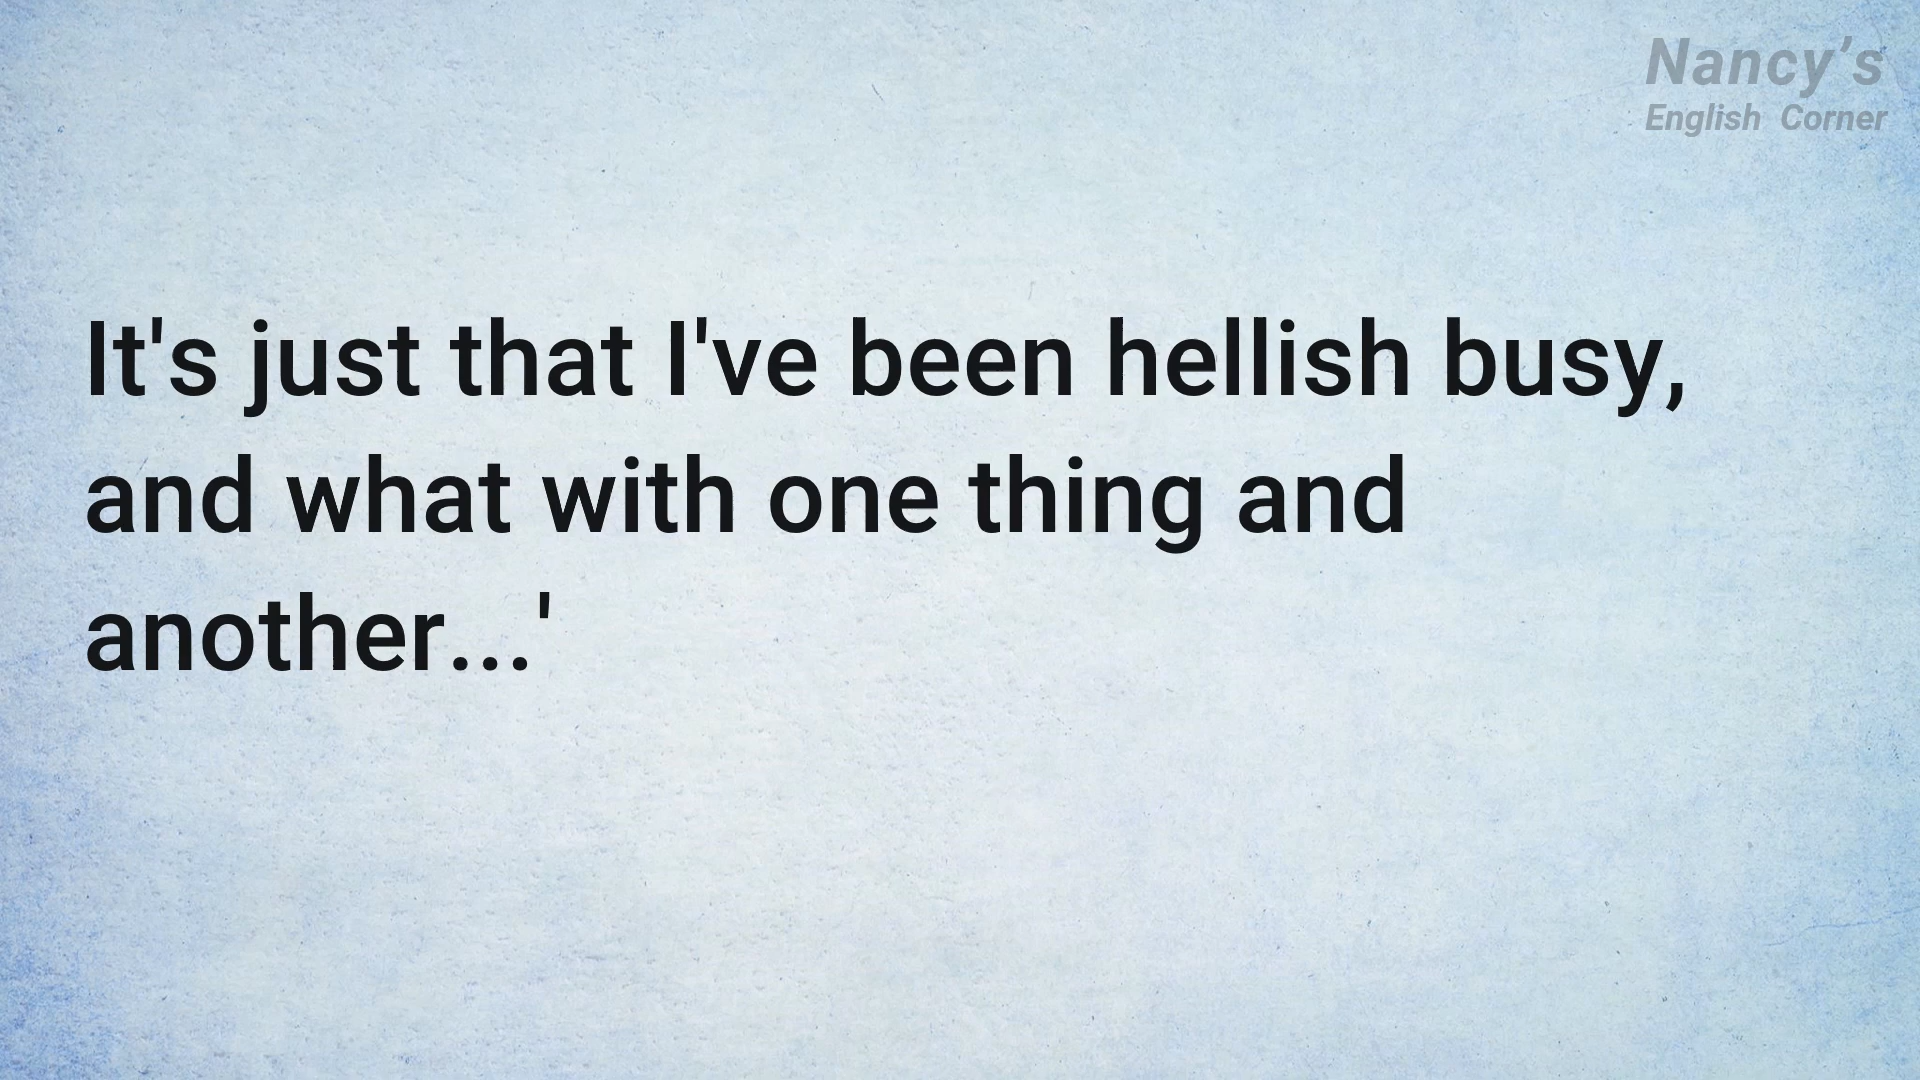 Nancy’s
English Corner
It's just that I've been hellish busy,
and what with one thing and
another...'